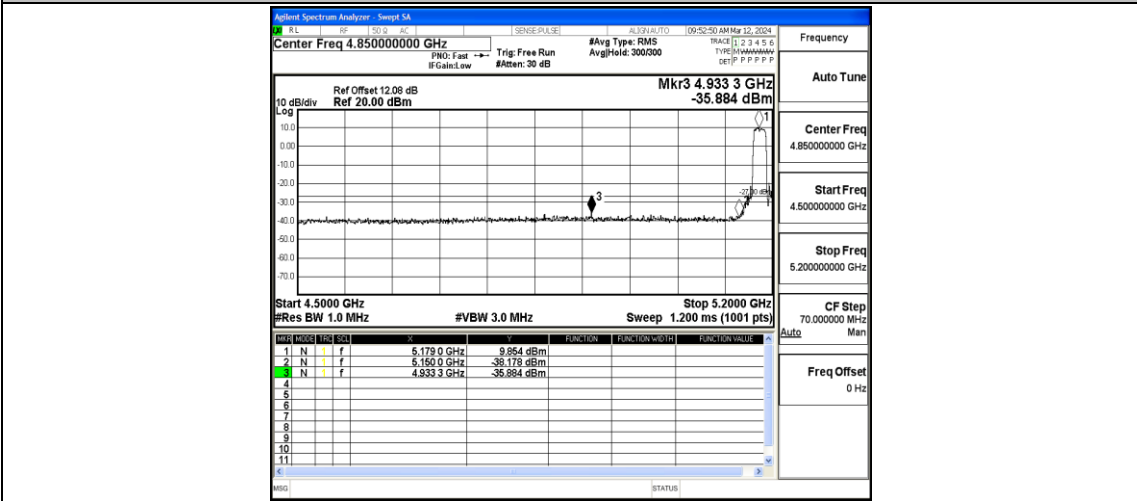 Agilent Spectrum Analyzer - Swept SA
RL RF 50 Ω AC SENSE:PULSE ALIGN AUTO 09:52:50 AM Mar 12, 2024
Center Freq 4.850000000 GHz
PNO: Fast
IFGain:Low
Trig: Free Run
#Atten: 30 dB
#Avg Type: RMS
Avg|Hold: 300/300
TRACE 1 2 3 4 5 6
TYPE M
DET P P P P P P
Frequency
Auto Tune
Center Freq
4.850000000 GHz
Start Freq
4.500000000 GHz
Stop Freq
5.200000000 GHz
CF Step
70.000000 MHz
Auto Man
Freq Offset
0 Hz
Mkr3 4.933 3 GHz
-35.884 dBm
Ref Offset 12.08 dB
10 dB/div Ref 20.00 dBm
Log
10.0
0.00
-10.0
-20.0
-30.0
-40.0
-50.0
-60.0
-70.0
1
3
Start 4.5000 GHz Stop 5.2000 GHz
#Res BW 1.0 MHz #VBW 3.0 MHz Sweep 1.200 ms (1001 pts)
MKR MODE TRC SCL X Y FUNCTION FUNCTION WIDTH FUNCTION VALUE
1 N 1 f 5.179 0 GHz 9.854 dBm
2 N 1 f 5.150 0 GHz -38.178 dBm
3 N 1 f 4.933 3 GHz -35.884 dBm
4
5
6
7
8
9
10
11
MSG STATUS